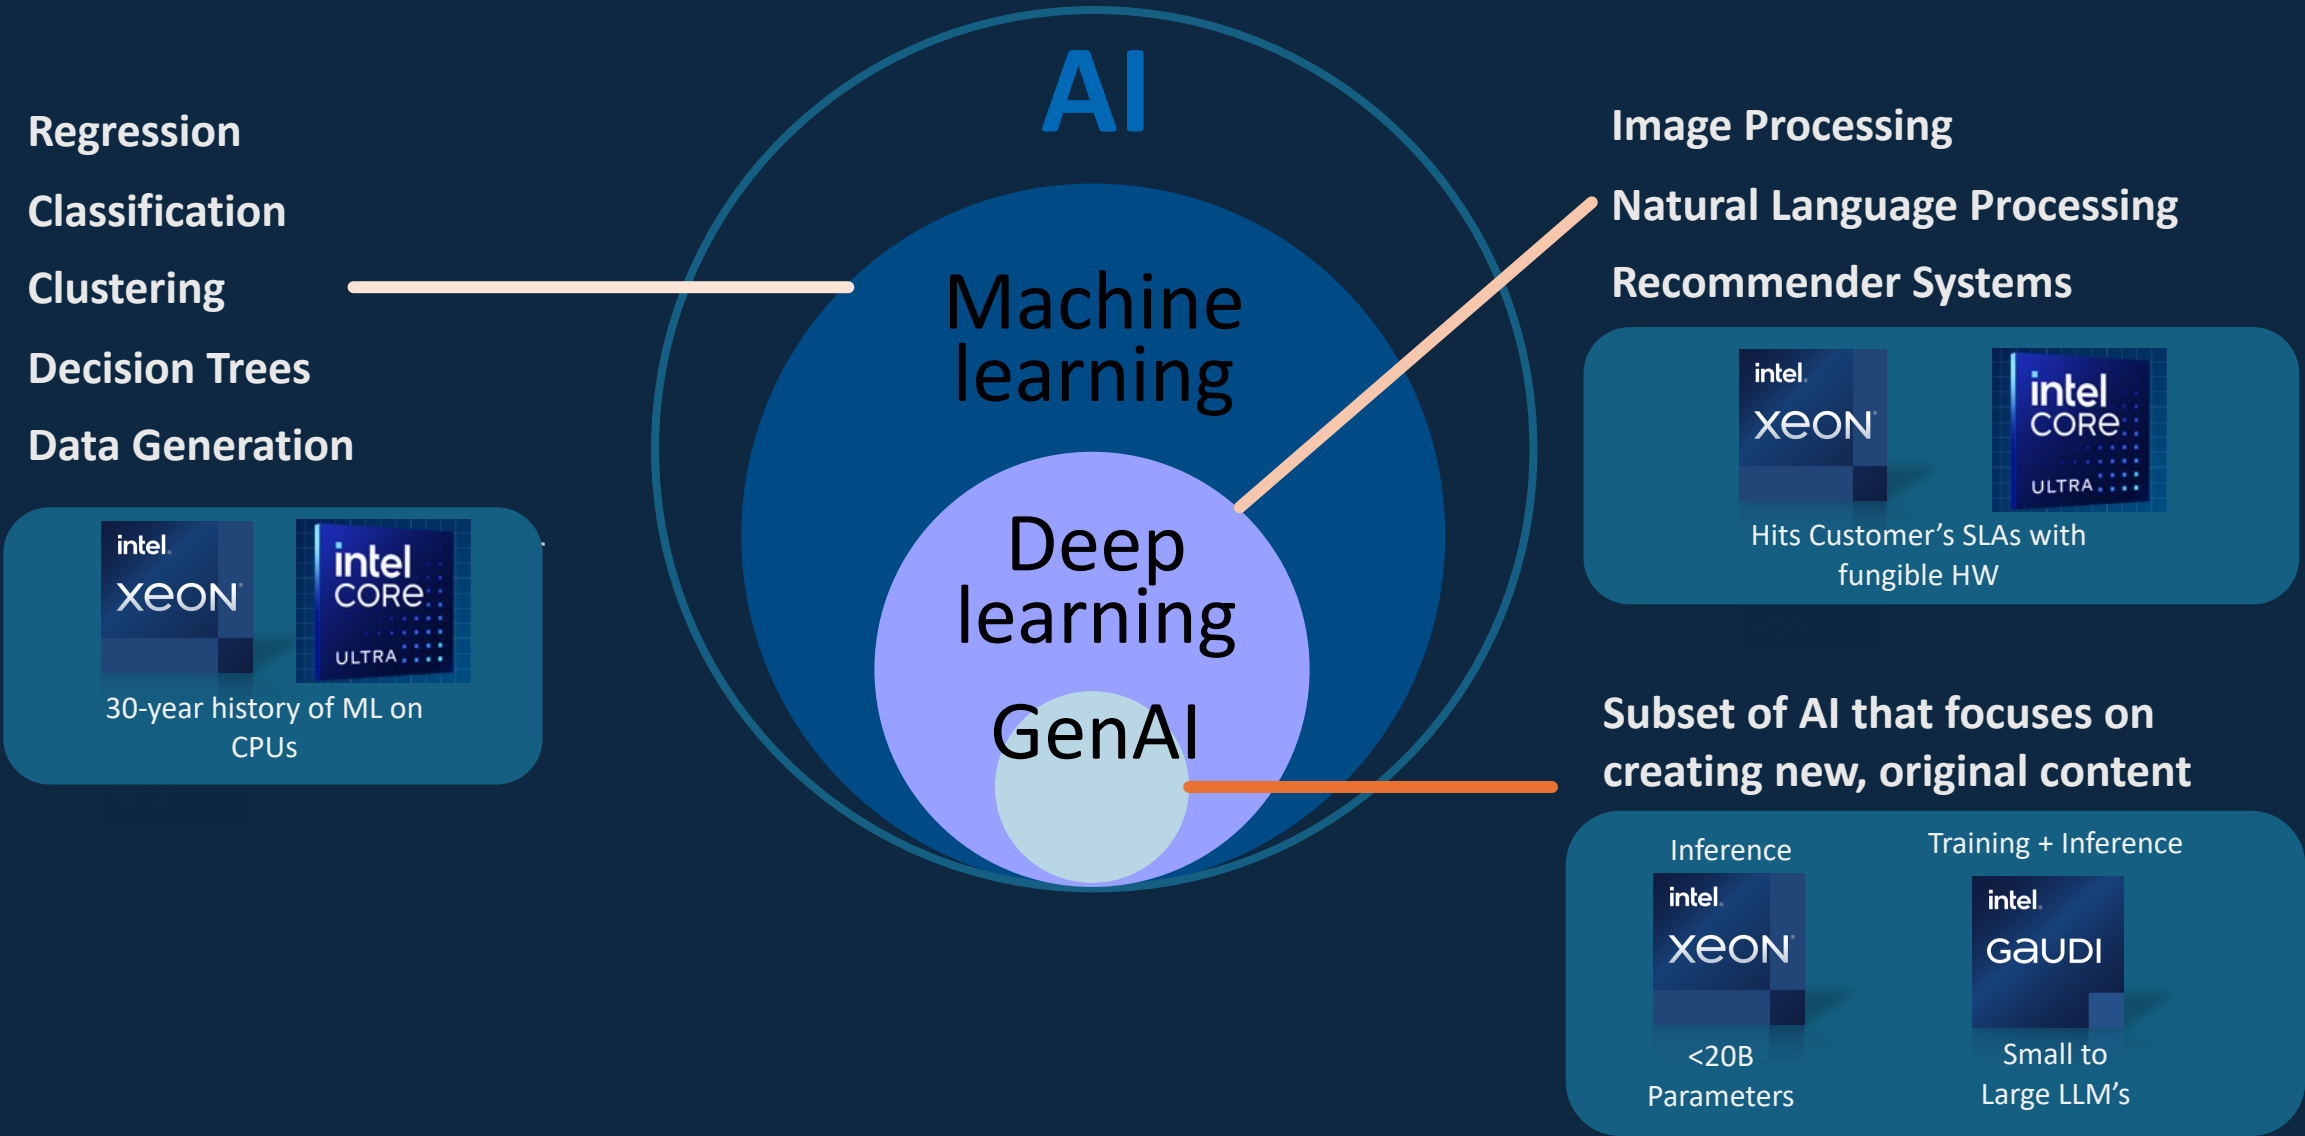 AI
Regression
Classification
Clustering
Decision Trees
Data Generation
intel.
xeon
intel
CORe
ULTRA
30-year history of ML on
CPUs
Machine
learning
Deep
learning
GenAI
Image Processing
Natural Language Processing
Recommender Systems
intel.
xeon
intel
CORe
ULTRA
Hits Customer’s SLAs with
fungible HW
Subset of AI that focuses on
creating new, original content
Inference
intel.
xeon
<20B
Parameters
Training + Inference
intel.
GaUDI
Small to
Large LLM’s